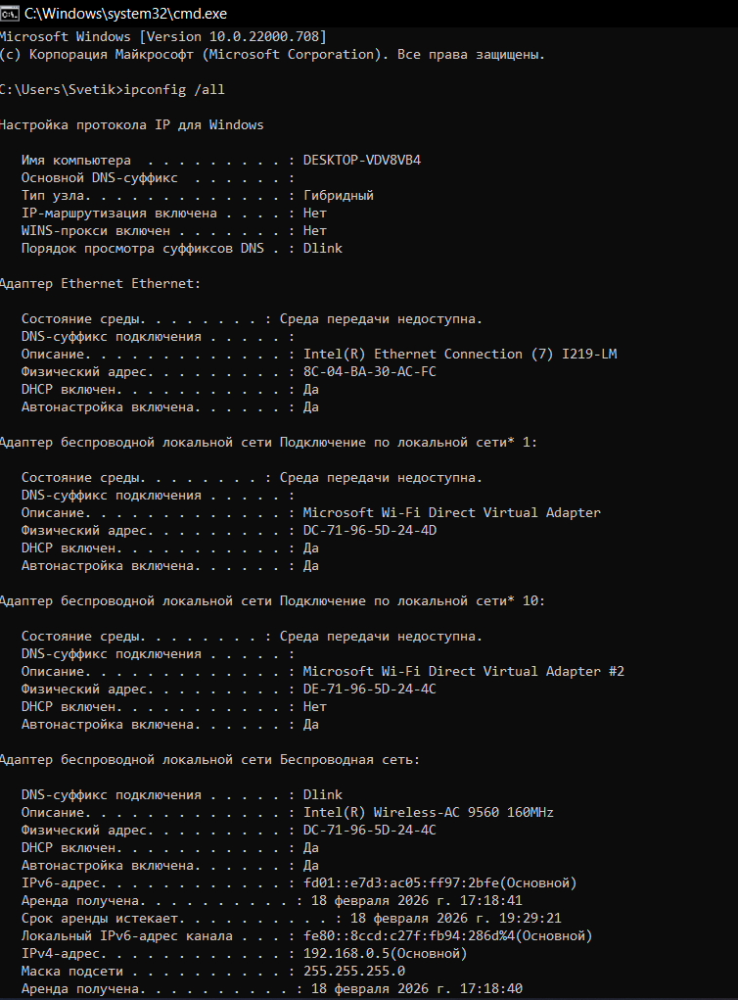 C:\Windows\system32\cmd.exe
Microsoft Windows [Version 10.0.22000.708]
(c) Корпорация Майкрософт (Microsoft Corporation). Все права защищены.
C:\Users\Svetik>ipconfig /all
Настройка протокола IP для Windows
Имя компьютера  . . . . . . . . . : DESKTOP-VDV8VB4
Основной DNS-суффикс  . . . . . . :
Тип узла. . . . . . . . . . . . . : Гибридный
IP-маршрутизация включена . . . . : Нет
WINS-прокси включен . . . . . . . : Нет
Порядок просмотра суффиксов DNS . : Dlink
Адаптер Ethernet Ethernet:
Состояние среды. . . . . . . . : Среда передачи недоступна.
DNS-суффикс подключения . . . . . :
Описание. . . . . . . . . . . . . : Intel(R) Ethernet Connection (7) I219-LM
Физический адрес. . . . . . . . . : 8C-04-BA-30-AC-FC
DHCP включен. . . . . . . . . . . : Да
Автонастройка включена. . . . . . : Да
Адаптер беспроводной локальной сети Подключение по локальной сети* 1:
Состояние среды. . . . . . . . : Среда передачи недоступна.
DNS-суффикс подключения . . . . . :
Описание. . . . . . . . . . . . . : Microsoft Wi-Fi Direct Virtual Adapter
Физический адрес. . . . . . . . . : DC-71-96-5D-24-4D
DHCP включен. . . . . . . . . . . : Да
Автонастройка включена. . . . . . : Да
Адаптер беспроводной локальной сети Подключение по локальной сети* 10:
Состояние среды. . . . . . . . : Среда передачи недоступна.
DNS-суффикс подключения . . . . . :
Описание. . . . . . . . . . . . . : Microsoft Wi-Fi Direct Virtual Adapter #2
Физический адрес. . . . . . . . . : DE-71-96-5D-24-4C
DHCP включен. . . . . . . . . . . : Нет
Автонастройка включена. . . . . . : Да
Адаптер беспроводной локальной сети Беспроводная сеть:
DNS-суффикс подключения . . . . . : Dlink
Описание. . . . . . . . . . . . . : Intel(R) Wireless-AC 9560 160MHz
Физический адрес. . . . . . . . . : DC-71-96-5D-24-4C
DHCP включен. . . . . . . . . . . : Да
Автонастройка включена. . . . . . : Да
IPv6-адрес. . . . . . . . . . . . : fd01::e7d3:ac05:ff97:2bfe(Основной)
Аренда получена. . . . . . . . . . : 18 февраля 2026 г. 17:18:41
Срок аренды истекает. . . . . . . . . . : 18 февраля 2026 г. 19:29:21
Локальный IPv6-адрес канала . . . : fe80::8ccd:c27f:fb94:286d%4(Основной)
IPv4-адрес. . . . . . . . . . . . : 192.168.0.5(Основной)
Маска подсети . . . . . . . . . . : 255.255.255.0
Аренда получена. . . . . . . . . . : 18 февраля 2026 г. 17:18:40